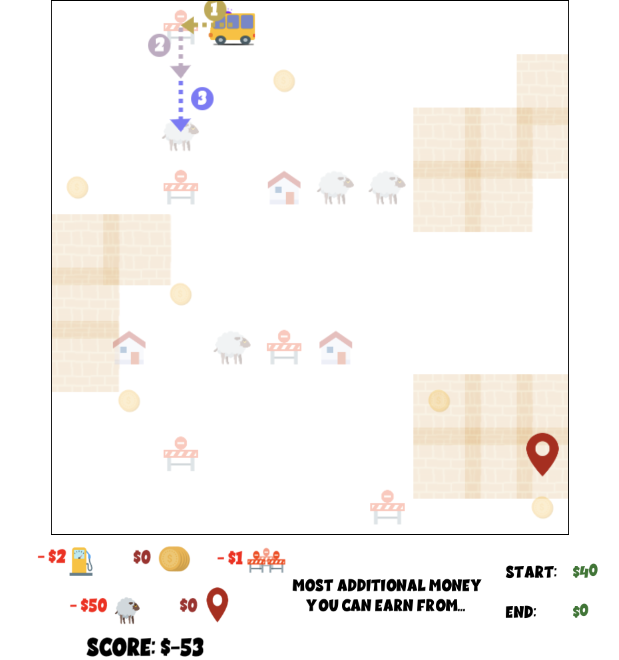 1
2
3
- $2
$0
- $1
- $50
$0
SCORE: $-53
MOST ADDITIONAL MONEY
YOU CAN EARN FROM...
START: $40
END: $0